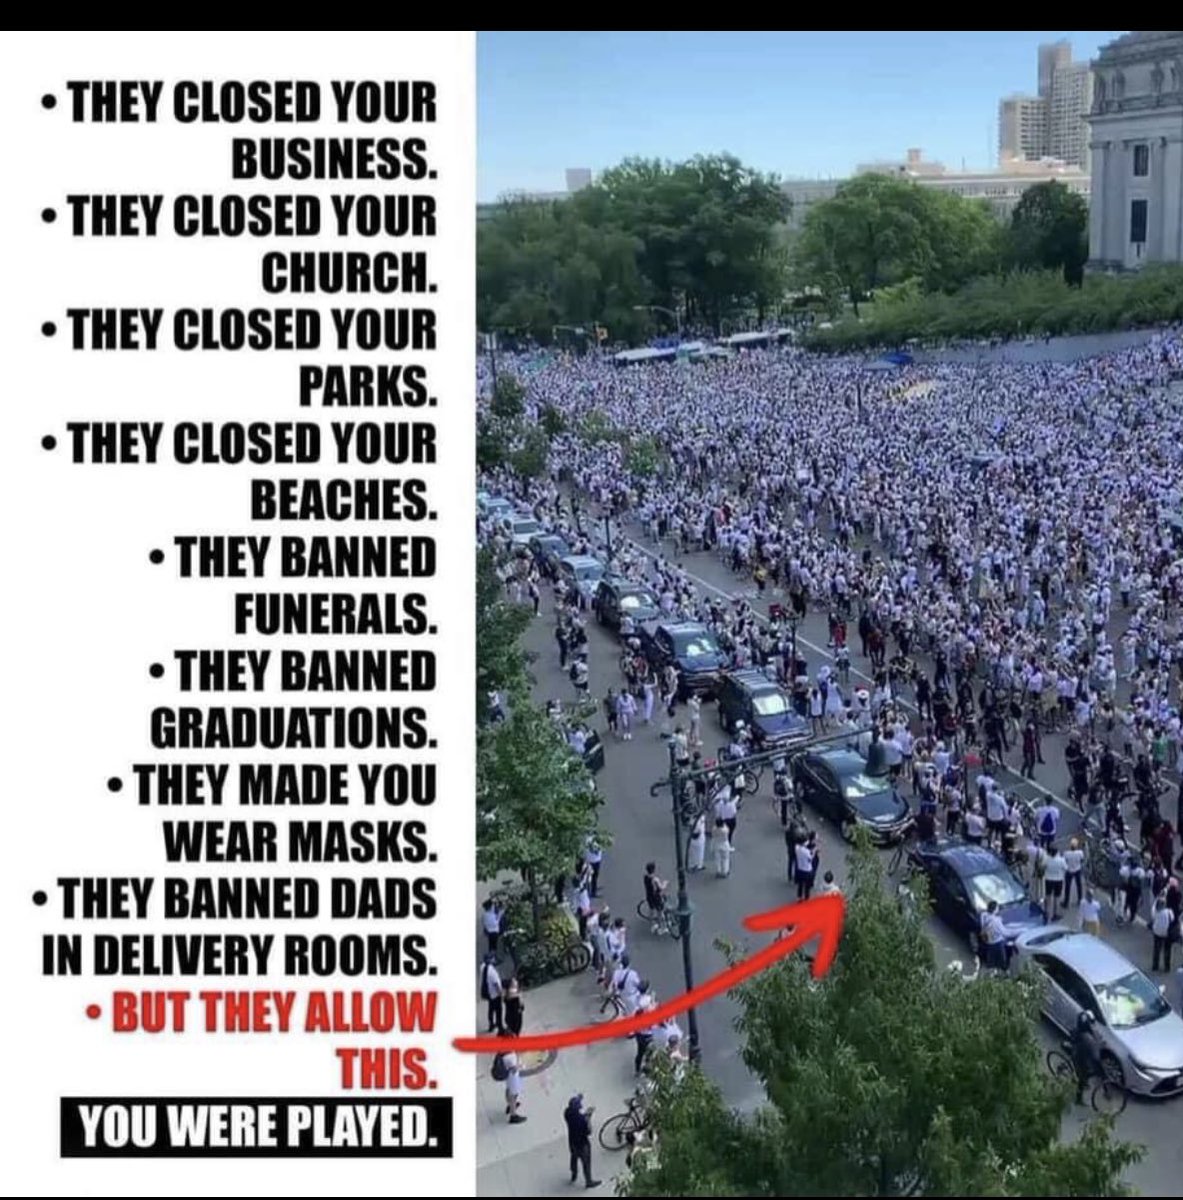 • THEY CLOSED YOUR
BUSINESS.
• THEY CLOSED YOUR
CHURCH.
• THEY CLOSED YOUR
PARKS.
• THEY CLOSED YOUR
BEACHES.
• THEY BANNED
FUNERALS.
• THEY BANNED
GRADUATIONS.
• THEY MADE YOU
WEAR MASKS.
• THEY BANNED DADS
IN DELIVERY ROOMS.
• BUT THEY ALLOW
THIS.
YOU WERE PLAYED.